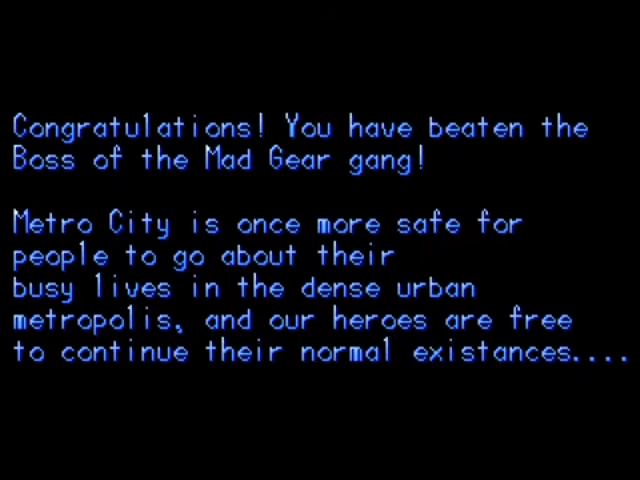 Congratulations! You have beaten the
Boss of the Mad Gear gang!
Metro City is once more safe for
people to go about their
busy lives in the dense urban
metropolis, and our heroes are free
to continue their normal existances....